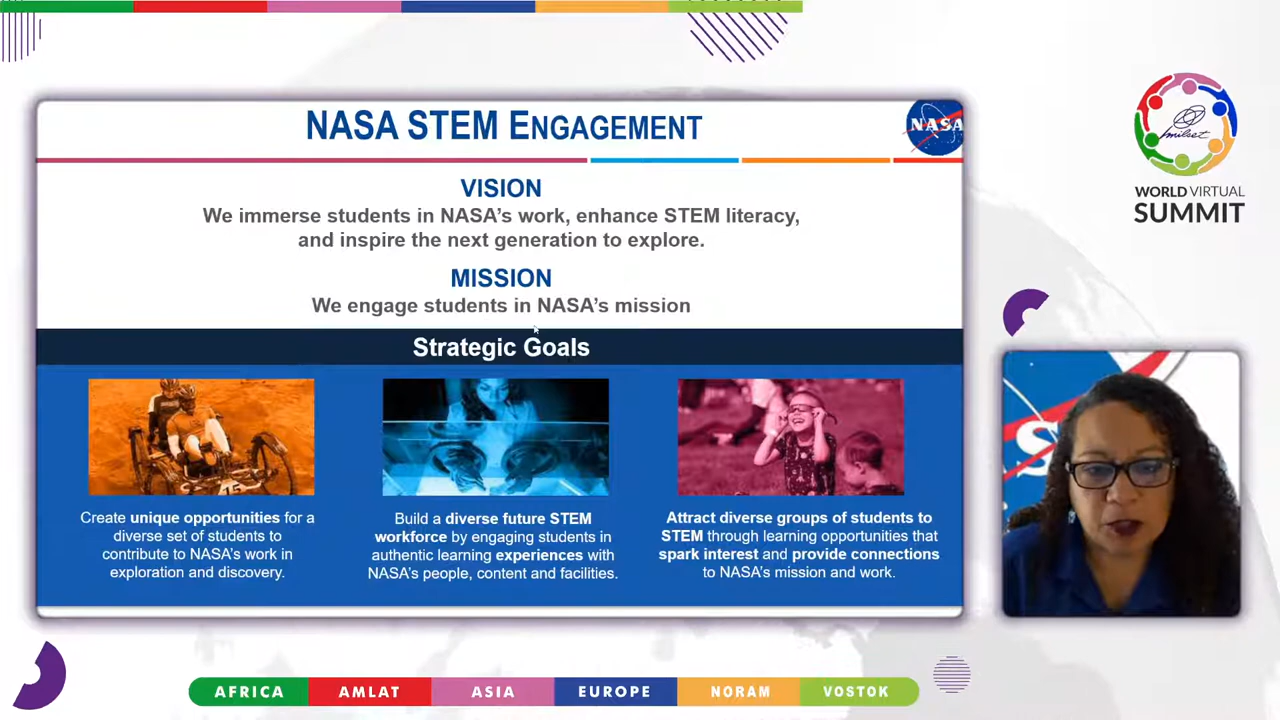 NASA STEM ENGAGEMENT
NASA
VISION
We immerse students in NASA's work, enhance STEM literacy,
and inspire the next generation to explore.
MISSION
We engage students in NASA's mission
Strategic Goals
Create unique opportunities for a
diverse set of students to
contribute to NASA's work in
exploration and discovery.
Build a diverse future STEM
workforce by engaging students in
authentic learning experiences with
NASA's people, content and facilities.
Attract diverse groups of students to
STEM through learning opportunities that
spark interest and provide connections
to NASA's mission and work.
milset
WORLD VIRTUAL
SUMMIT
AFRICA
AMLAT
ASIA
EUROPE
NORAM
VOSTOK